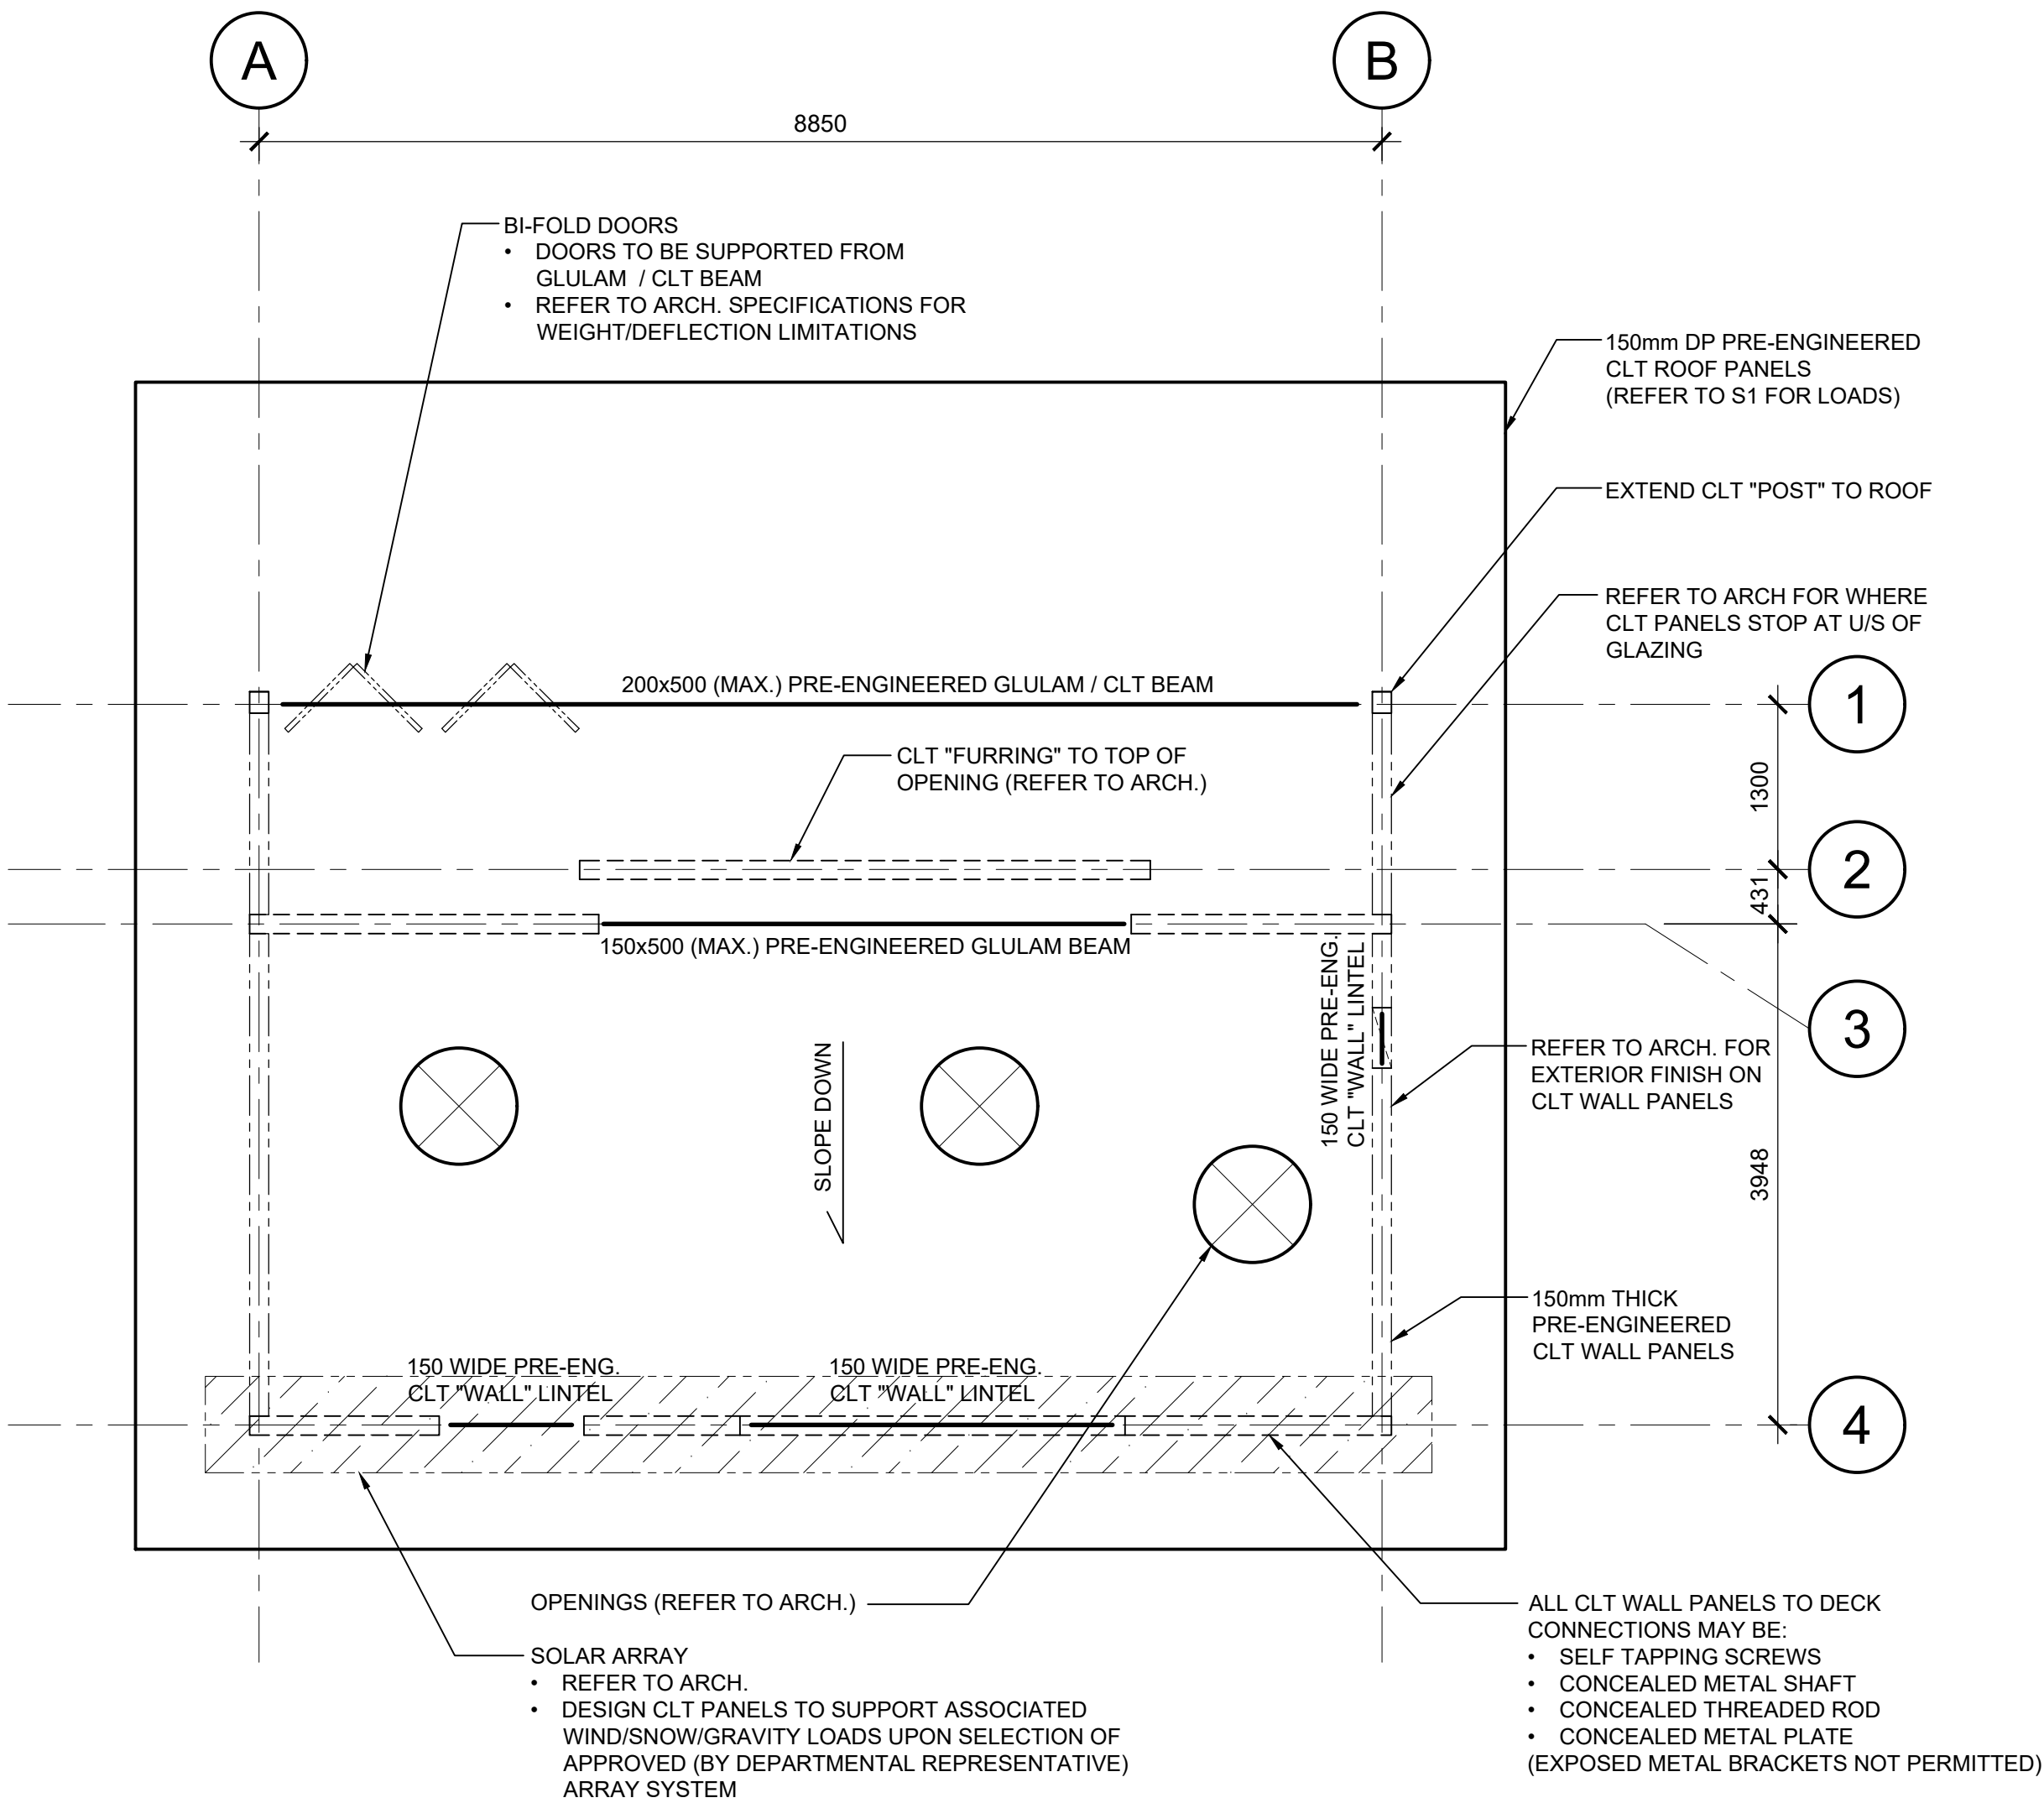 A
B
8850
BI-FOLD DOORS
• DOORS TO BE SUPPORTED FROM
GLULAM / CLT BEAM
• REFER TO ARCH. SPECIFICATIONS FOR
WEIGHT/DEFLECTION LIMITATIONS
150mm DP PRE-ENGINEERED
CLT ROOF PANELS
(REFER TO S1 FOR LOADS)
EXTEND CLT "POST" TO ROOF
REFER TO ARCH FOR WHERE
CLT PANELS STOP AT U/S OF
GLAZING
200x500 (MAX.) PRE-ENGINEERED GLULAM / CLT BEAM
1
1300
CLT "FURRING" TO TOP OF
OPENING (REFER TO ARCH.)
2
431
150x500 (MAX.) PRE-ENGINEERED GLULAM BEAM
150 WIDE PRE-ENG.
CLT "WALL" LINTEL
3
SLOPE DOWN
REFER TO ARCH. FOR
EXTERIOR FINISH ON
CLT WALL PANELS
3948
150mm THICK
PRE-ENGINEERED
CLT WALL PANELS
150 WIDE PRE-ENG.
CLT "WALL" LINTEL
150 WIDE PRE-ENG.
CLT "WALL" LINTEL
4
OPENINGS (REFER TO ARCH.)
SOLAR ARRAY
• REFER TO ARCH.
• DESIGN CLT PANELS TO SUPPORT ASSOCIATED
WIND/SNOW/GRAVITY LOADS UPON SELECTION OF
APPROVED (BY DEPARTMENTAL REPRESENTATIVE)
ARRAY SYSTEM
ALL CLT WALL PANELS TO DECK
CONNECTIONS MAY BE:
• SELF TAPPING SCREWS
• CONCEALED METAL SHAFT
• CONCEALED THREADED ROD
• CONCEALED METAL PLATE
(EXPOSED METAL BRACKETS NOT PERMITTED)